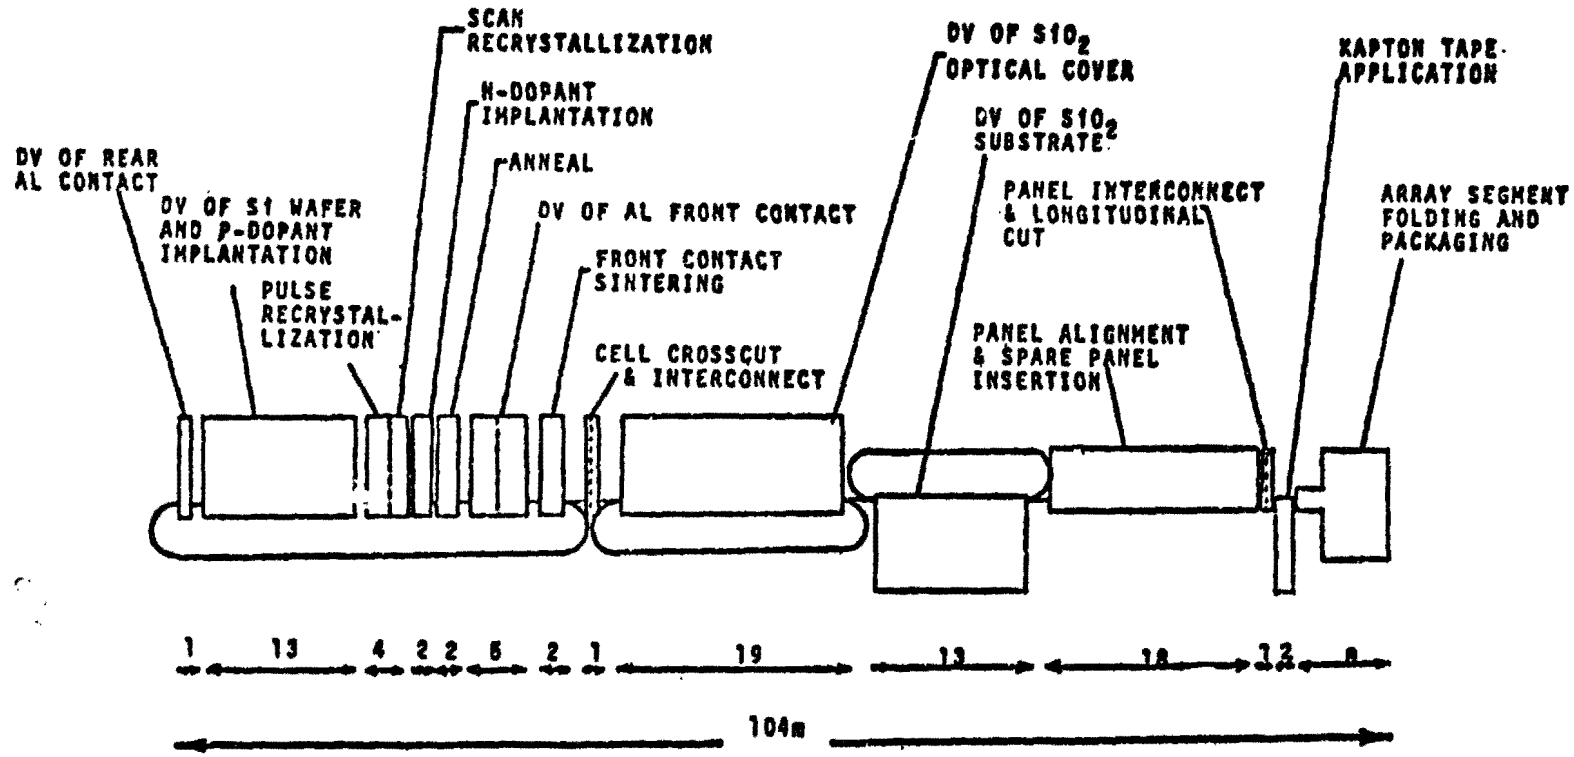 SCAN
RECRYSTALLIZATION
N-DOPANT
IMPLANTATION
ANNEAL
DV OF REAR
AL CONTACT
DV OF Si WAFER
AND P-DOPANT
IMPLANTATION
PULSE
RECRYSTAL-
LIZATION
DV OF AL FRONT CONTACT
FRONT CONTACT
SINTERING
CELL CROSSCUT
& INTERCONNECT
DV OF SiO2
OPTICAL COVER
DV OF SiO2
SUBSTRATE
PANEL INTERCONNECT
& LONGITUDINAL
CUT
PANEL ALIGNMENT
& SPARE PANEL
INSERTION
KAPTON TAPE
APPLICATION
ARRAY SEGMENT
FOLDING AND
PACKAGING
1 13 4 2 2 2 1 19 13 18 1 2
104m